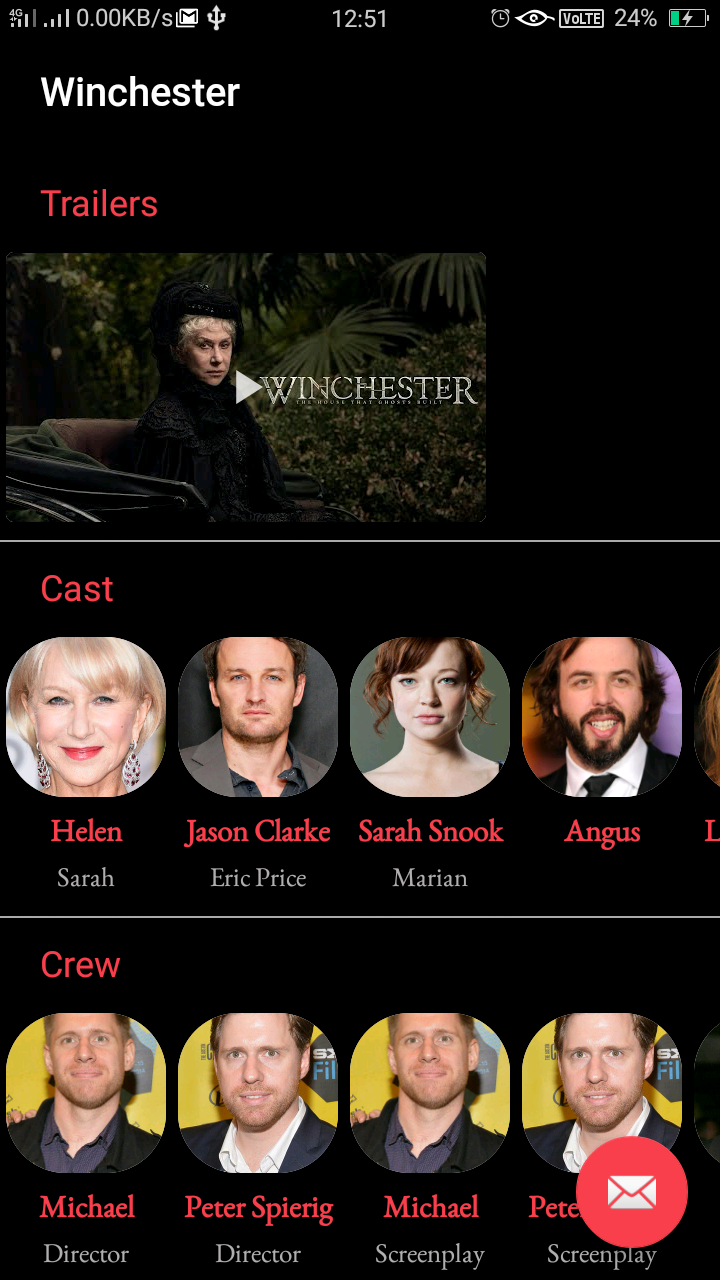 4G 0.00KB/s 12:51 VoLTE 24%
Winchester
Trailers
WINCHESTER
THE HOUSE THAT GHOSTS BUILT
Cast
Helen Jason Clarke Sarah Snook Angus L
Sarah Eric Price Marian
Crew
Michael Peter Spierig Michael Pete
Director Director Screenplay Screenplay